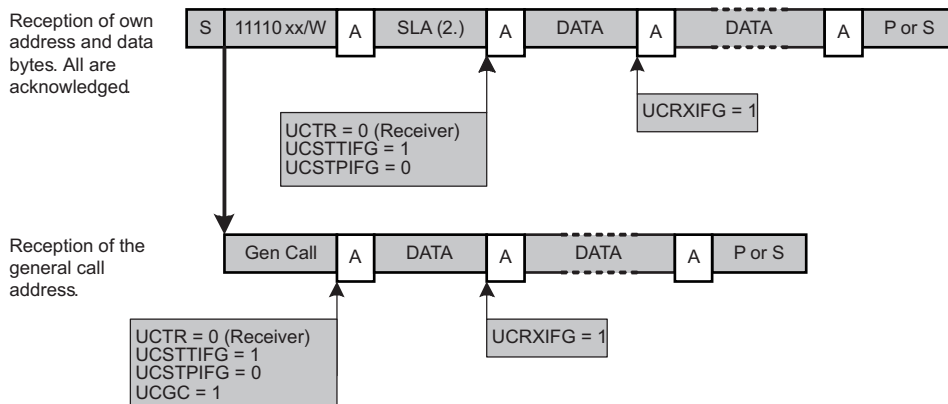 Reception of own
address and data
bytes. All are
acknowledged.
S 11110 xx/W A SLA (2.) A DATA A DATA A P or S
UCTR = 0 (Receiver)
UCSTTIFG = 1
UCSTPIFG = 0
UCRXIFG = 1
Reception of the
general call
address.
Gen Call A DATA A DATA A P or S
UCTR = 0 (Receiver)
UCSTTIFG = 1
UCSTPIFG = 0
UCGC = 1
UCRXIFG = 1